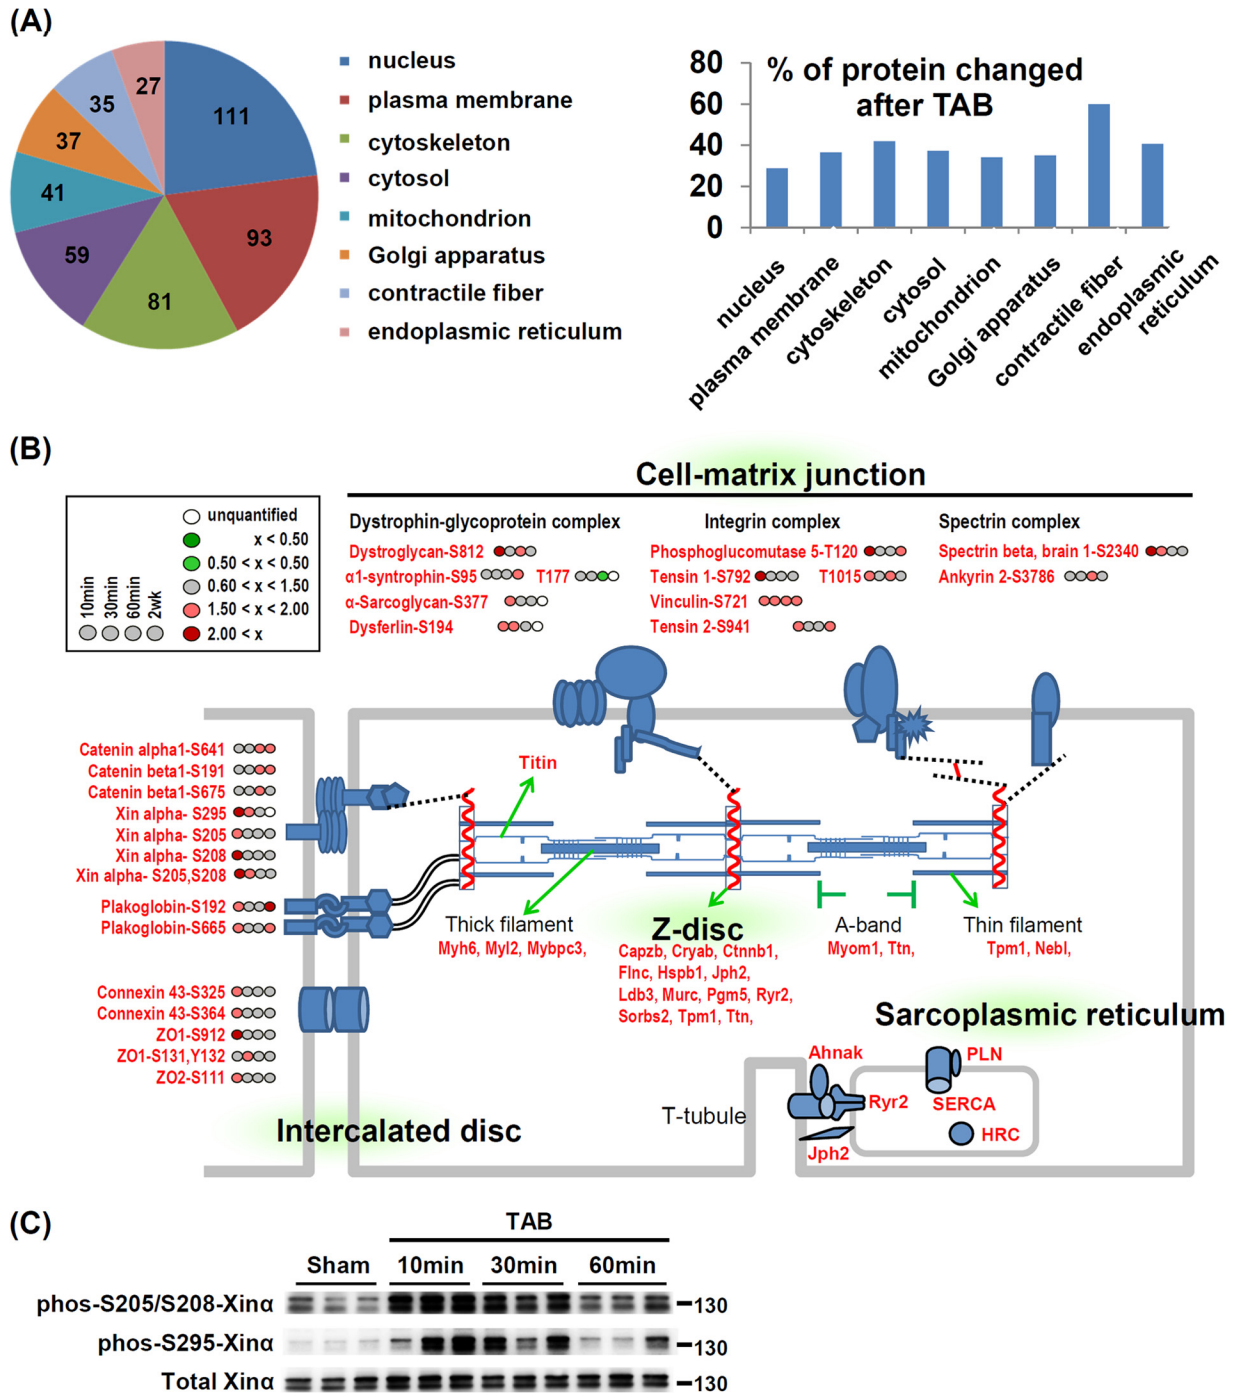 (A)
111
93
81
59
41
37
35
27
nucleus
plasma membrane
cytoskeleton
cytosol
mitochondrion
Golgi apparatus
contractile fiber
endoplasmic reticulum
% of protein changed
after TAB
80
60
40
20
0
nucleus
plasma membrane
cytoskeleton
cytosol
mitochondrion
Golgi apparatus
contractile fiber
endoplasmic
reticulum
(B)
Cell-matrix junction
10min
30min
60min
2wk
unquantified
x < 0.50
0.50 < x < 0.50
0.60 < x < 1.50
1.50 < x < 2.00
2.00 < x
Dystrophin-glycoprotein complex
Dystroglycan-S812
α1-syntrophin-S95 T177
α-Sarcoglycan-S377
Dysferlin-S194
Integrin complex
Phosphoglucomutase 5-T120
Tensin 1-S792 T1015
Vinculin-S721
Tensin 2-S941
Spectrin complex
Spectrin beta, brain 1-S2340
Ankyrin 2-S3786
Catenin alpha1-S641
Catenin beta1-S191
Catenin beta1-S675
Xin alpha- S295
Xin alpha- S205
Xin alpha- S208
Xin alpha- S205,S208
Plakoglobin-S192
Plakoglobin-S665
Connexin 43-S325
Connexin 43-S364
ZO1-S912
ZO1-S131,Y132
ZO2-S111
Intercalated disc
Titin
Thick filament
Myh6, Myl2, Mybpc3,
Z-disc
Capzb, Cryab, Ctnnb1,
Flnc, Hspb1, Jph2,
Ldb3, Murc, Pgm5, Ryr2,
Sorbs2, Tpm1, Ttn,
A-band
Myom1, Ttn,
Thin filament
Tpm1, Nebl,
Sarcoplasmic reticulum
T-tubule
Ahnak
Ryr2
Jph2
PLN
SERCA
HRC
(C)
TAB
Sham 10min 30min 60min
phos-S205/S208-Xinα 130
phos-S295-Xinα 130
Total Xinα 130